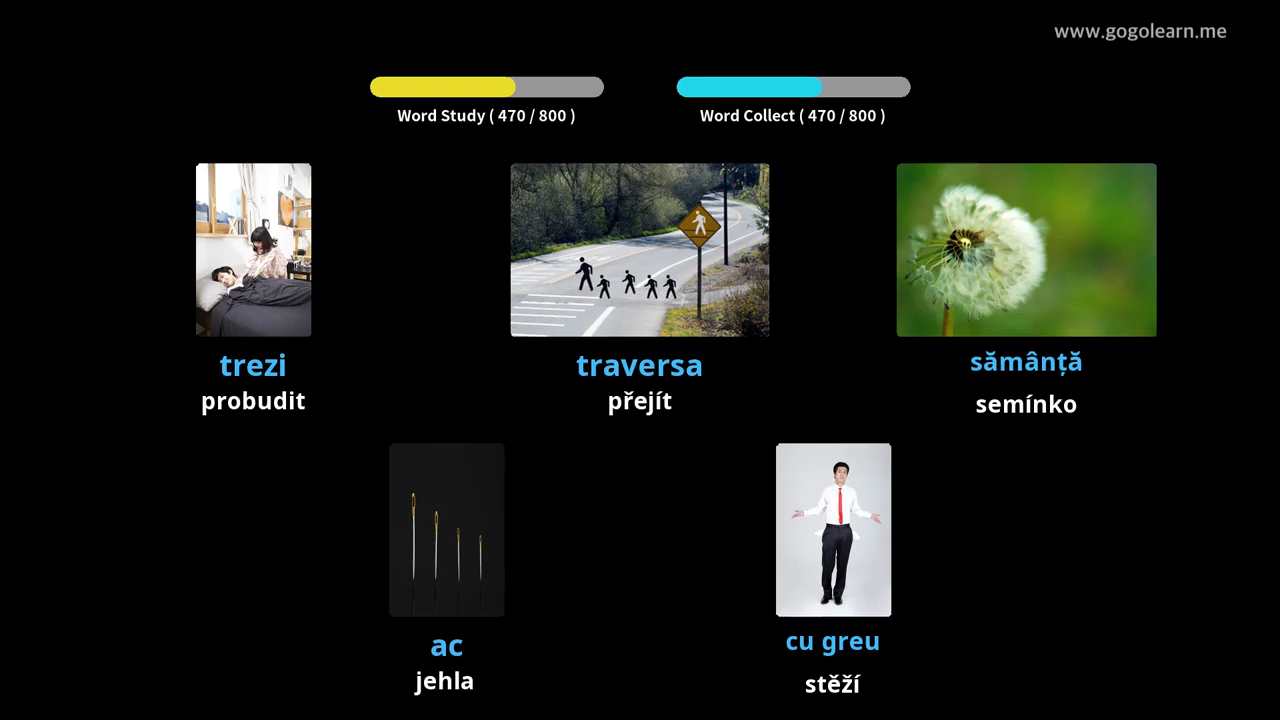 www.gogolearn.me
Word Study ( 470 / 800 )
Word Collect ( 470 / 800 )
trezi
probudit
traversa
přejít
sămânță
semínko
ac
jehla
cu greu
stěží